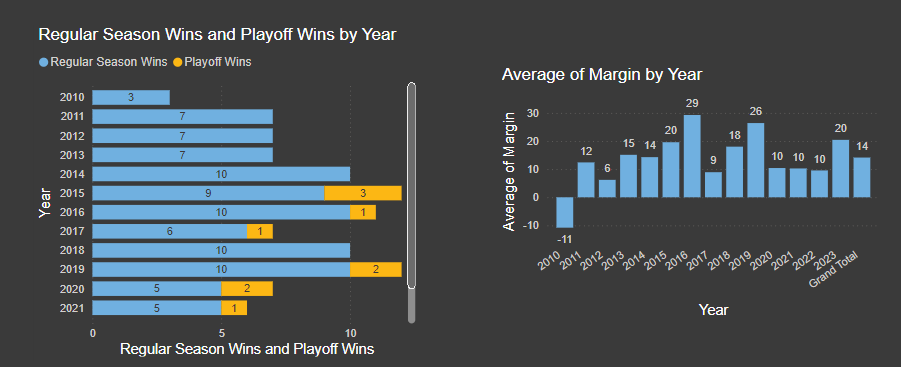 Regular Season Wins and Playoff Wins by Year
Regular Season Wins Playoff Wins
2010 3
2011 7
2012 7
2013 7
2014 10
2015 9 3
2016 10 1
2017 6 1
2018 10
2019 10 2
2020 5 2
2021 5 1
Year
0 5 10
Regular Season Wins and Playoff Wins
Average of Margin by Year
Average of Margin
30
20
10
0
-10
-11 12 6 15 14 20 29 9 18 26 10 10 10 20 14
2010 2011 2012 2013 2014 2015 2016 2017 2018 2019 2020 2021 2022 2023 Grand Total
Year